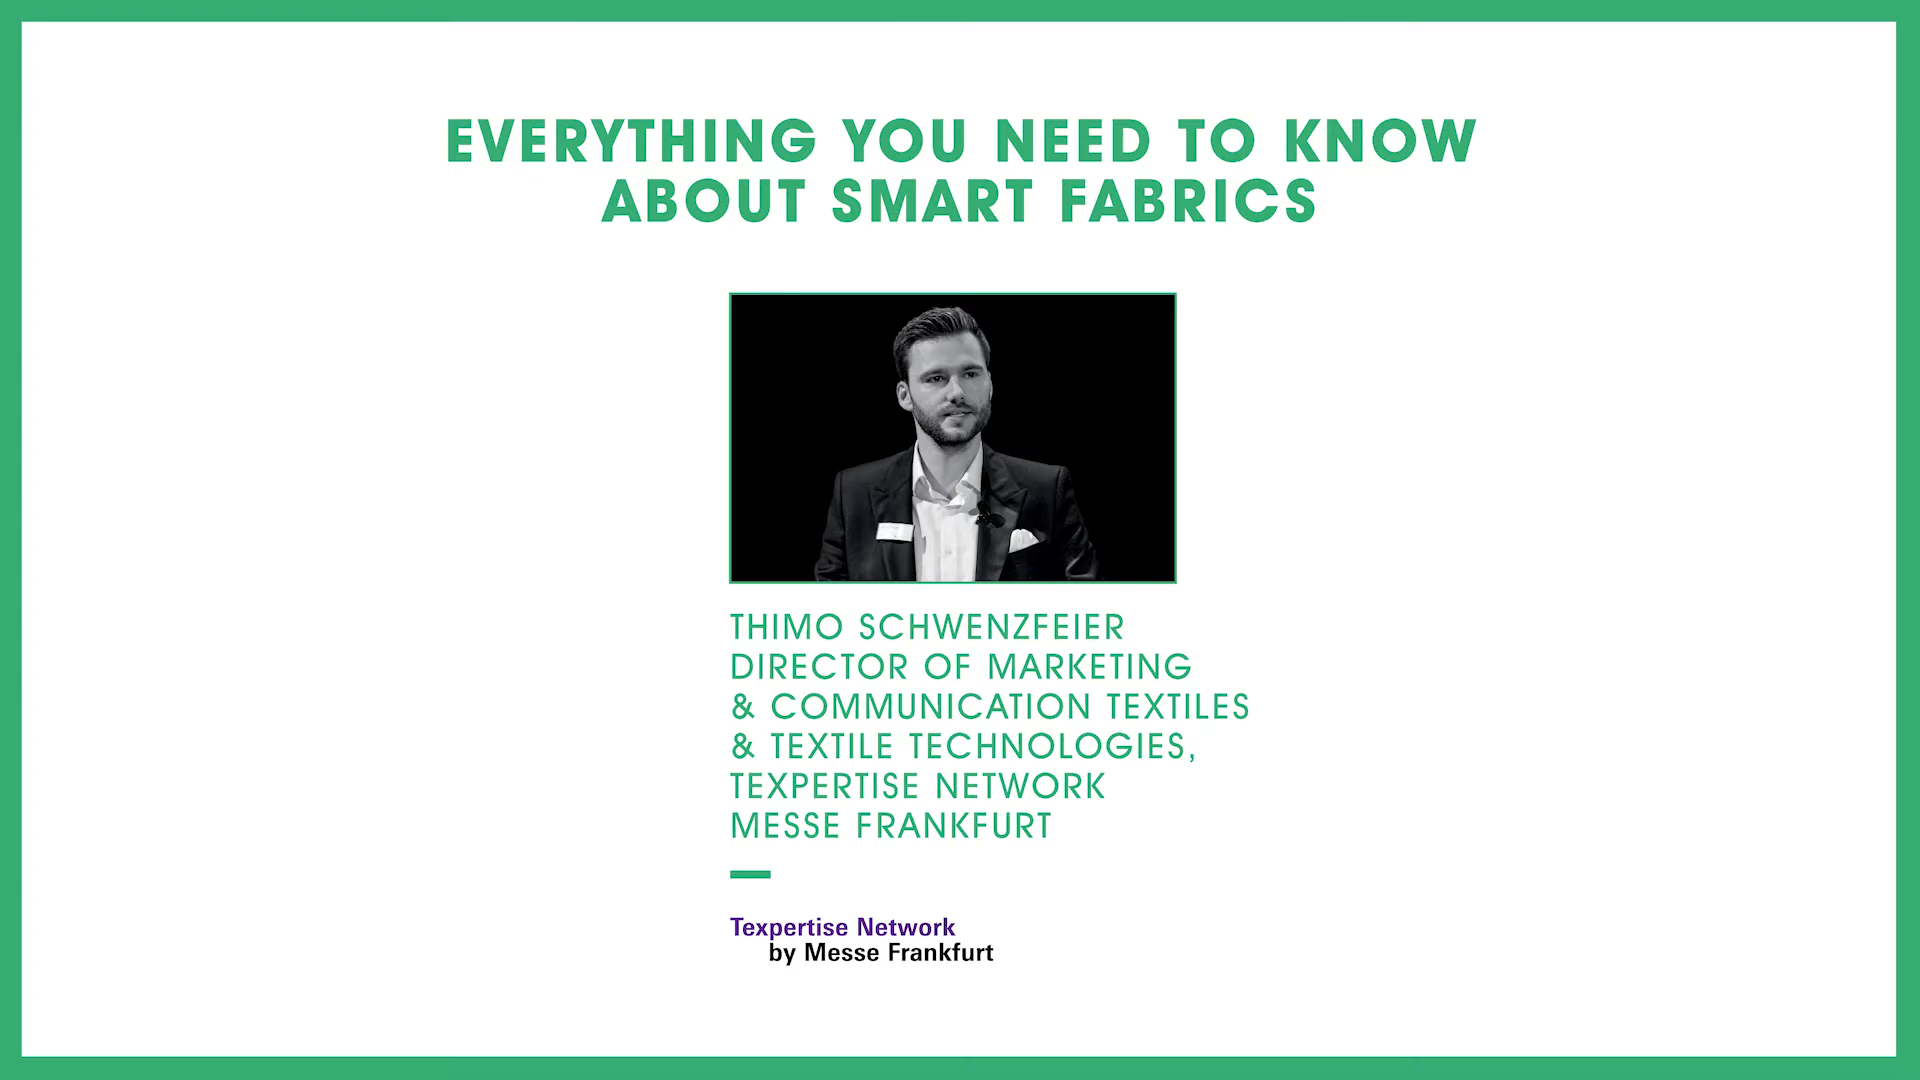 EVERYTHING YOU NEED TO KNOW
ABOUT SMART FABRICS
THIMO SCHWENZFEIER
DIRECTOR OF MARKETING
& COMMUNICATION TEXTILES
& TEXTILE TECHNOLOGIES,
TEXPERTISE NETWORK
MESSE FRANKFURT
Texpertise Network
by Messe Frankfurt